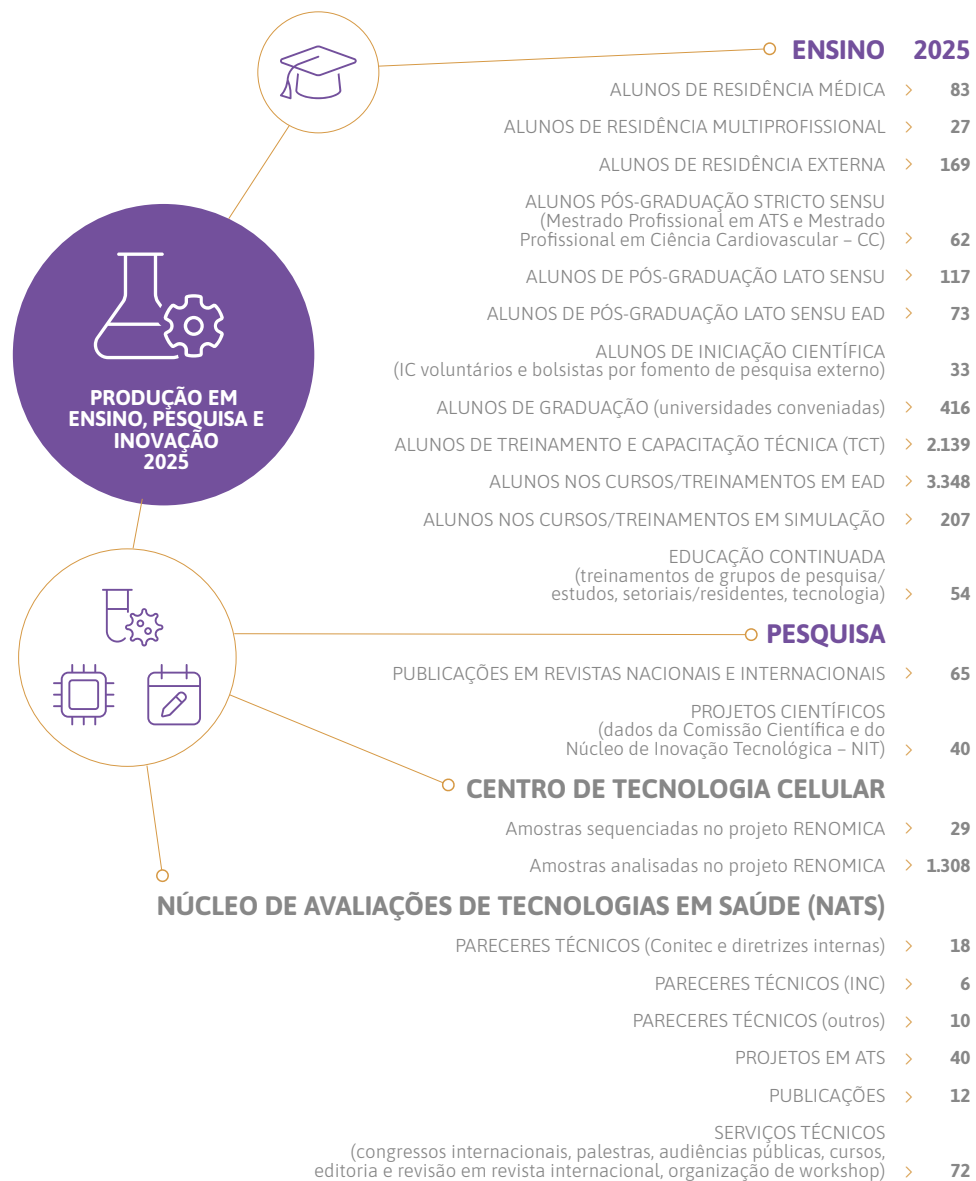 ENSINO 2025
ALUNOS DE RESIDÊNCIA MÉDICA > 83
ALUNOS DE RESIDÊNCIA MULTIPROFISSIONAL > 27
ALUNOS DE RESIDÊNCIA EXTERNA > 169
ALUNOS PÓS-GRADUAÇÃO STRICTO SENSU
(Mestrado Profissional em ATS e Mestrado
Profissional em Ciência Cardiovascular – CC) > 62
ALUNOS DE PÓS-GRADUAÇÃO LATO SENSU > 117
ALUNOS DE PÓS-GRADUAÇÃO LATO SENSU EAD > 73
ALUNOS DE INICIAÇÃO CIENTÍFICA
(IC voluntários e bolsistas por fomento de pesquisa externo) 33
ALUNOS DE GRADUAÇÃO (universidades conveniadas) > 416
ALUNOS DE TREINAMENTO E CAPACITAÇÃO TÉCNICA (TCT) > 2.139
ALUNOS NOS CURSOS/TREINAMENTOS EM EAD > 3.348
ALUNOS NOS CURSOS/TREINAMENTOS EM SIMULAÇÃO > 207
EDUCAÇÃO CONTINUADA
(treinamentos de grupos de pesquisa/
estudos, setoriais/residentes, tecnologia) > 54
PRODUÇÃO EM
ENSINO, PESQUISA E
INOVAÇÃO
2025
PESQUISA
PUBLICAÇÕES EM REVISTAS NACIONAIS E INTERNACIONAIS > 65
PROJETOS CIENTÍFICOS
(dados da Comissão Científica e do
Núcleo de Inovação Tecnológica – NIT) > 40
CENTRO DE TECNOLOGIA CELULAR
Amostras sequenciadas no projeto RENOMICA > 29
Amostras analisadas no projeto RENOMICA > 1.308
NÚCLEO DE AVALIAÇÕES DE TECNOLOGIAS EM SAÚDE (NATS)
PARECERES TÉCNICOS (Conitec e diretrizes internas) > 18
PARECERES TÉCNICOS (INC) > 6
PARECERES TÉCNICOS (outros) > 10
PROJETOS EM ATS > 40
PUBLICAÇÕES > 12
SERVIÇOS TÉCNICOS
(congressos internacionais, palestras, audiências públicas, cursos,
editoria e revisão em revista internacional, organização de workshop) > 72